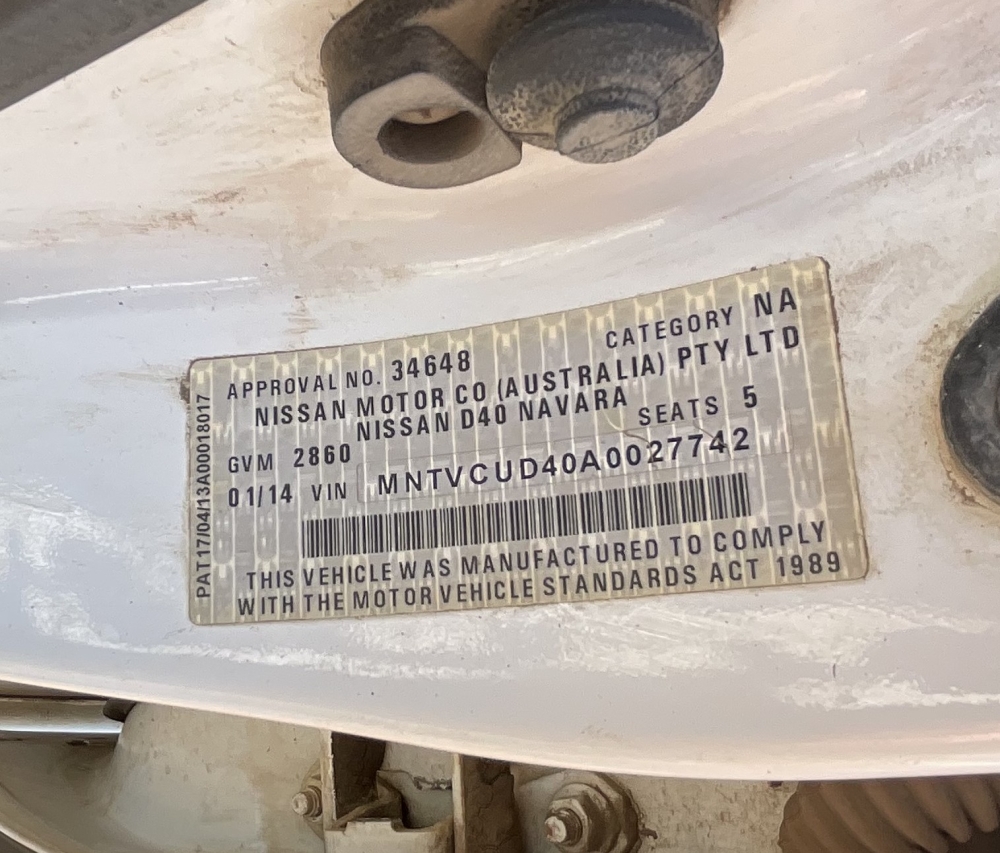 APPROVAL NO. 34648 CATEGORY NA
NISSAN MOTOR CO (AUSTRALIA) PTY LTD
NISSAN D40 NAVARA
GVM 2860 SEATS 5
01/14 VIN MNTVCUD40A0027742
THIS VEHICLE WAS MANUFACTURED TO COMPLY
WITH THE MOTOR VEHICLE STANDARDS ACT 1989
PAT17/04/13A00018017